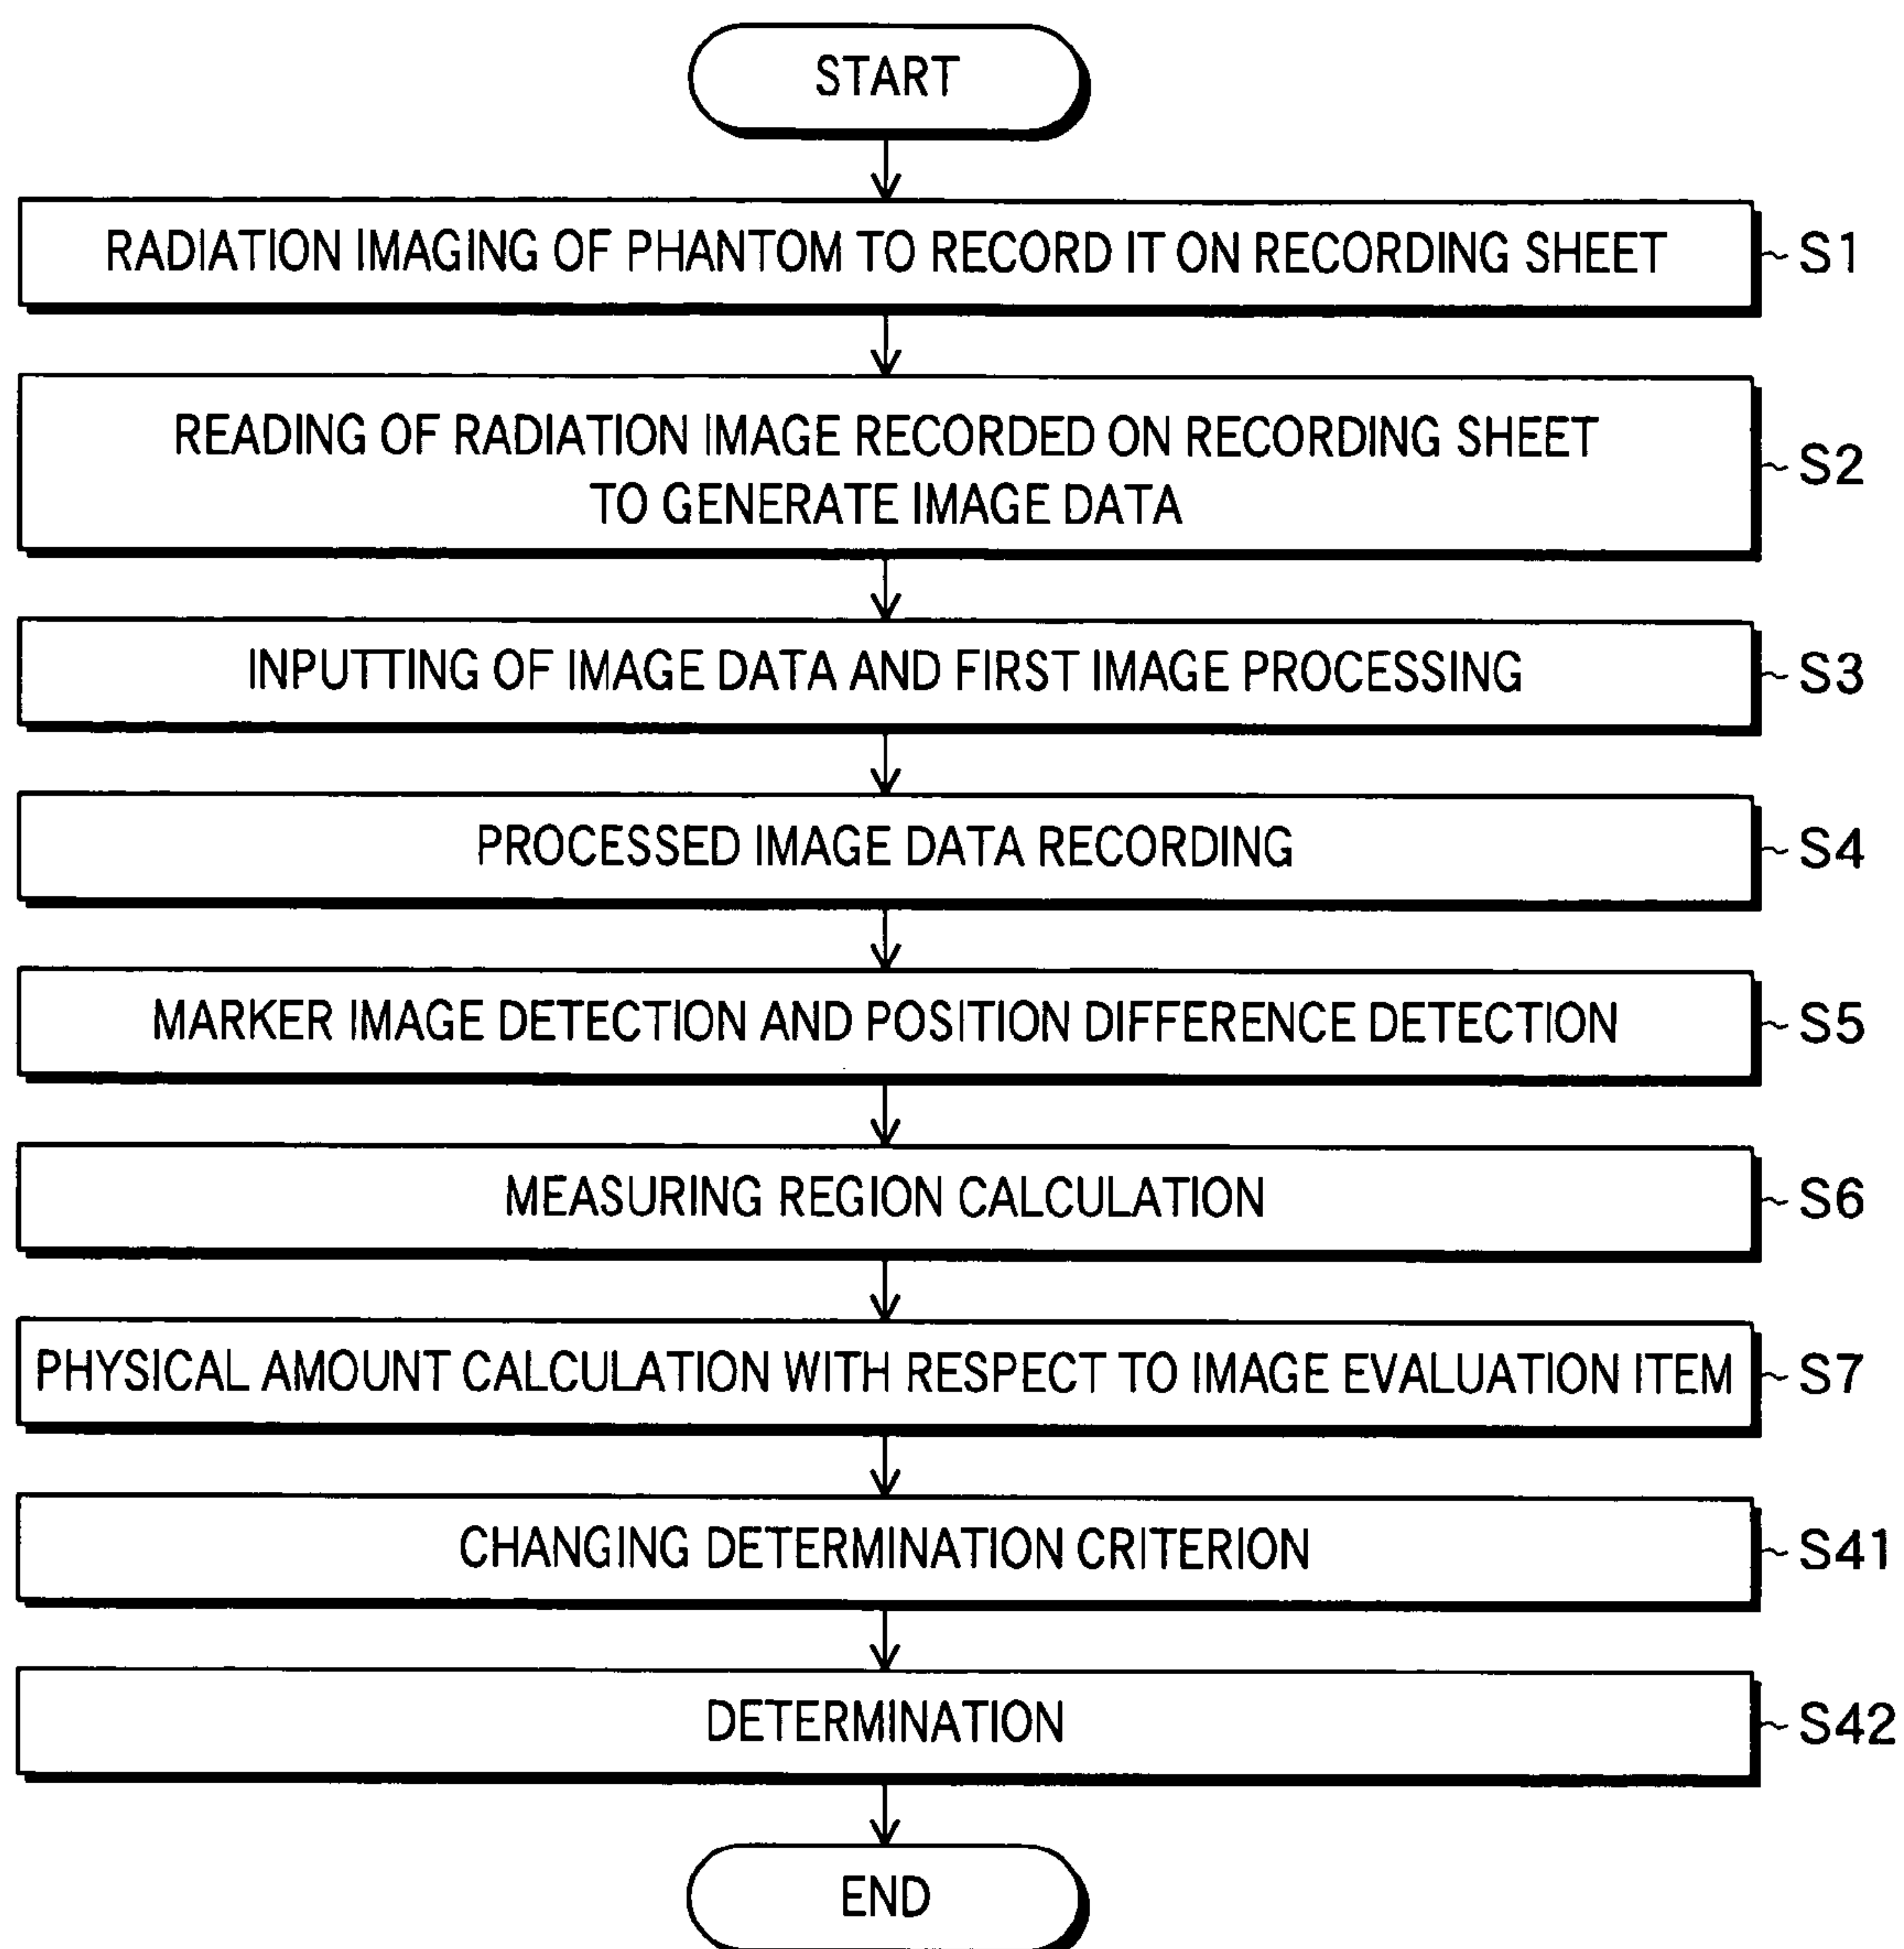 START
RADIATION IMAGING OF PHANTOM TO RECORD IT ON RECORDING SHEET
S1
READING OF RADIATION IMAGE RECORDED ON RECORDING SHEET
TO GENERATE IMAGE DATA
S2
INPUTTING OF IMAGE DATA AND FIRST IMAGE PROCESSING
S3
PROCESSED IMAGE DATA RECORDING
S4
MARKER IMAGE DETECTION AND POSITION DIFFERENCE DETECTION
S5
MEASURING REGION CALCULATION
S6
PHYSICAL AMOUNT CALCULATION WITH RESPECT TO IMAGE EVALUATION ITEM
S7
CHANGING DETERMINATION CRITERION
S41
DETERMINATION
S42
END